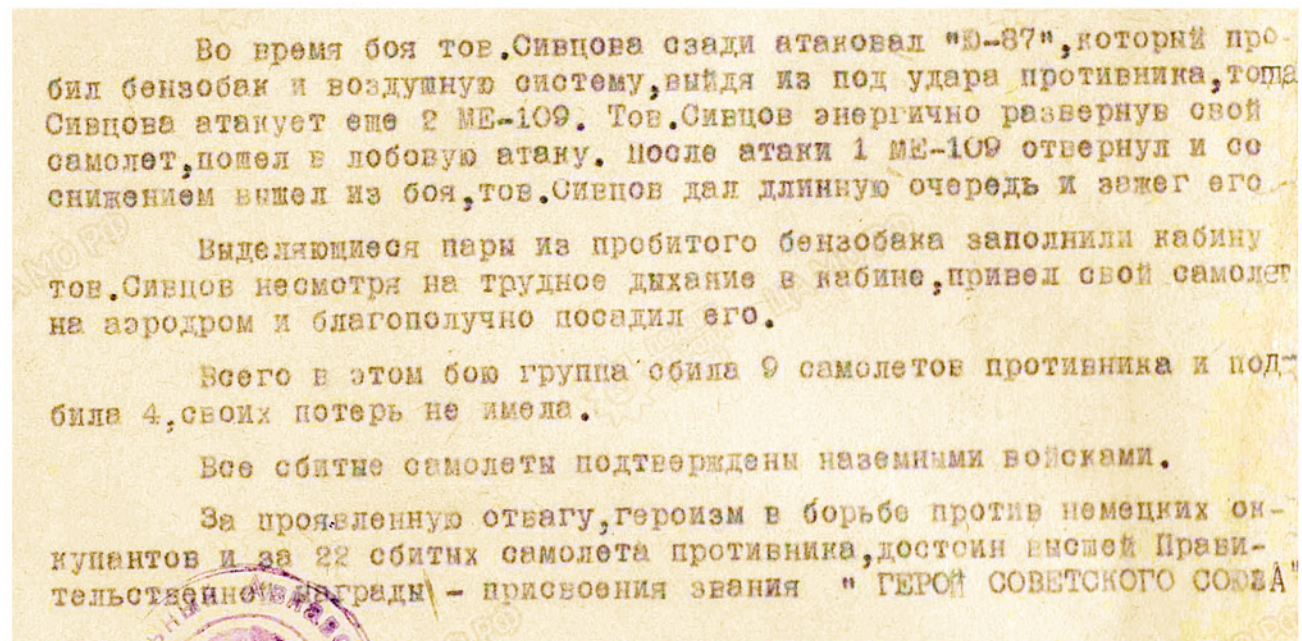 Во время боя тов.Сивцова сзади атаковал "Ю-87",который про-
бил бензобак и воздушную систему,выйдя из под удара противника,тогда
Сивцова атакует еше 2 МЕ-109. Тов.Сивцов энергично развернув свой
самолет,пошел в лобовую атаку. После атаки 1 МЕ-109 отвернул и со
снижением вышел из боя,тов.Сивцов дал длинную очередь и зажег его.
Выделяющиеся пары из пробитого бензобака заполнили кабину
тов.Сивцов несмотря на трудное дыхание в кабине,привел свой самолет
на аэродром и благополучно посадил его.
Всего в этом бою группа сбила 9 самолетов противника и под-
била 4,своих потерь не имела.
Все сбитые самолеты подтверждены наземными войсками.
За проявленную отвагу,героизм в борьбе против немецких ок-
купантов и за 22 сбитых самолета противника,достоин высшей Прави-
тельственной награды - присвоения звания " ГЕРОЙ СОВЕТСКОГО СОЮЗА"